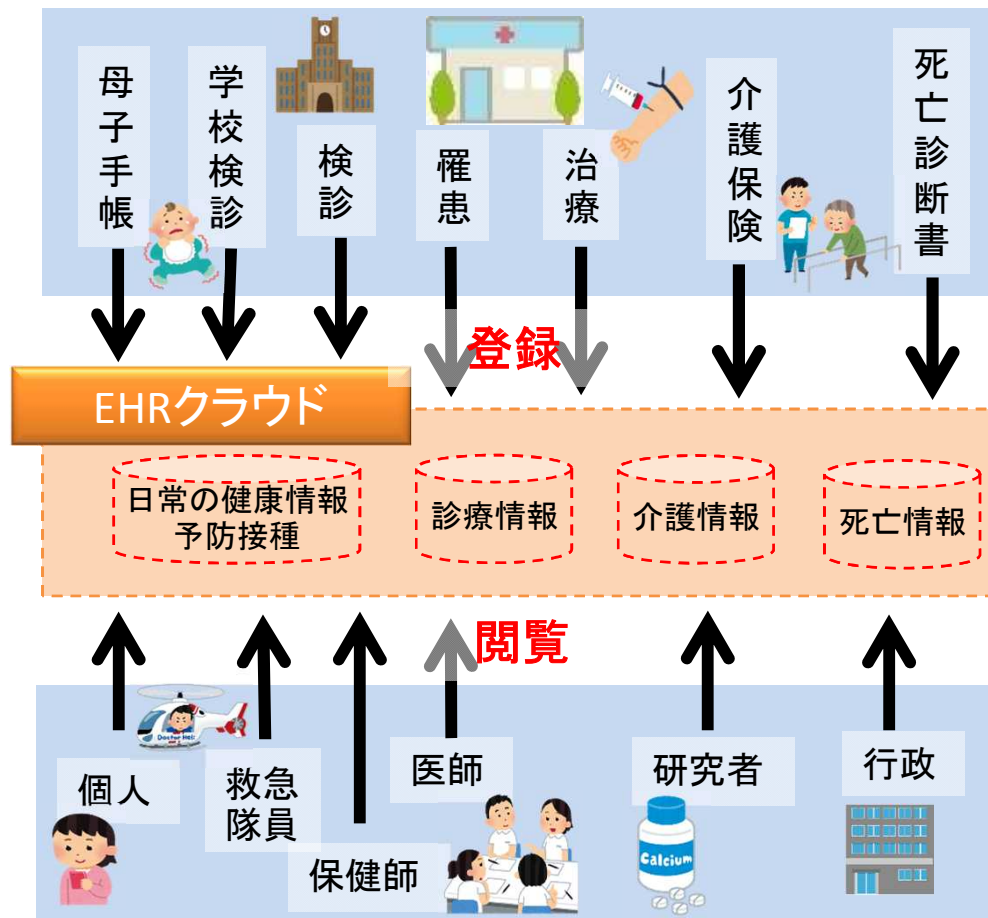 母子手帳
学校検診
検診
罹患
治療
介護保険
死亡診断書
登録
EHRクラウド
日常の健康情報
予防接種
診療情報
介護情報
死亡情報
閲覧
個人
救急
隊員
保健師
医師
研究者
行政
Calcium